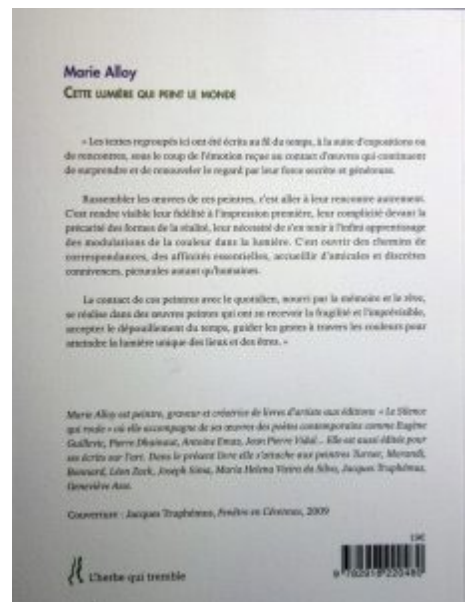 Marie Alloy
CETTE LUMIÈRE QUI PEINT LE MONDE
« Les textes regroupés ici ont été écrits au fil du temps, à la suite d'expositions ou
de rencontres, sous le coup de l'émotion reçue au contact d'œuvres qui continuent
de surprendre et de renouveler le regard par leur force secrète et généreuse.
Rassembler les œuvres de ces peintres, c'est aller à leur rencontre autrement.
C'est rendre visible leur fidélité à l'impression première, leur complicité devant la
précarité des formes de la réalité, leur nécessité de s'en tenir à l'infini apprentissage
des modulations de la couleur dans la lumière. C'est ouvrir des chemins de
correspondances, des affinités essentielles, accueillir d'amicales et discrètes
connivences, picturales autant qu'humaines.
Le contact de ces peintres avec le quotidien, nourri par la mémoire et le rêve,
se réalise dans des œuvres peintes qui ont su recevoir la fragilité et l'imprévisible,
accepter le dépouillement du temps, guider les gestes à travers les couleurs pour
atteindre la lumière unique des lieux et des êtres. »
Marie Alloy est peintre, graveur et créatrice de livres d'artiste aux éditions « Le Silence
qui roule » où elle accompagne de ses œuvres des poètes contemporains comme Eugène
Guillevic, Pierre Dhainaut, Antoine Emaz, Jean Pierre Vidal... Elle est aussi éditée pour
ses écrits sur l'art. Dans le présent livre elle s'attache aux peintres Turner, Morandi,
Bonnard, Léon Zack, Joseph Sima, Maria Helena Vieira da Silva, Jacques Truphémus,
Geneviève Asse.
Couverture : Jacques Truphémus, Fenêtre en Cévennes, 2009
19€
L'herbe qui tremble
9 782918 220480